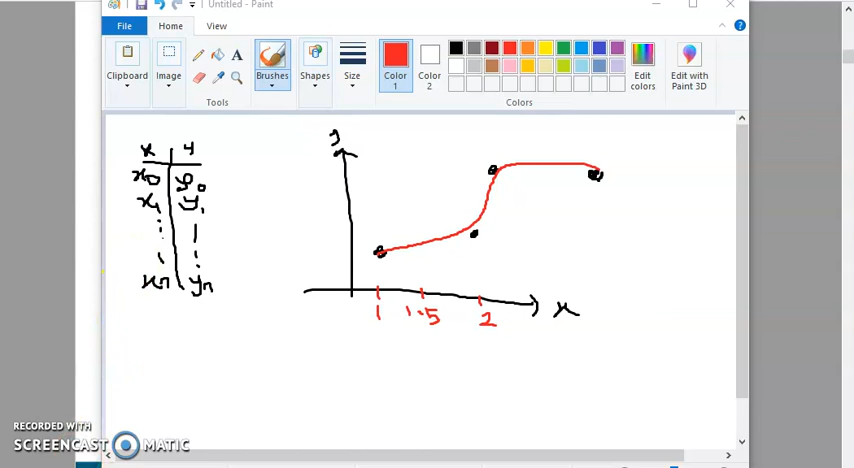 Untitled - Paint
File Home View
Clipboard Image Tools Brushes Shapes Size Color 1 Color 2 Colors Edit colors Edit with Paint 3D
x y
x0 y0
x1 y1
xn yn
y
x
1 1.5 2
RECORDED WITH
SCREENCAST MATIC